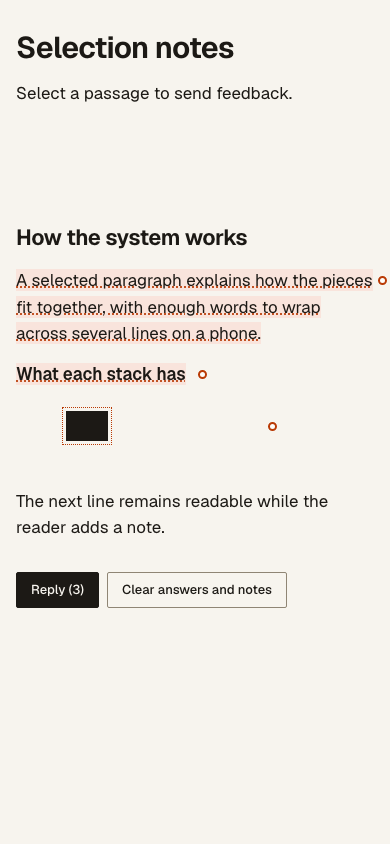 Selection notes
Select a passage to send feedback.
How the system works
A selected paragraph explains how the pieces
fit together, with enough words to wrap
across several lines on a phone.
What each stack has
The next line remains readable while the
reader adds a note.
Reply (3)
Clear answers and notes